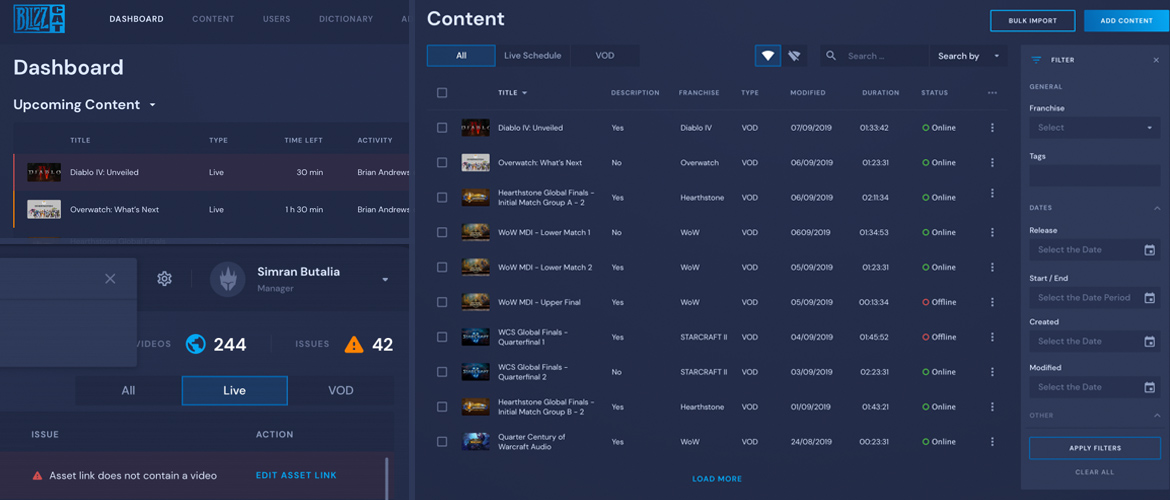 BLIZZ
CAT
DASHBOARD CONTENT USERS DICTIONARY
Dashboard
Upcoming Content
TITLE TYPE TIME LEFT ACTIVITY
DIABLO Diablo IV: Unveiled Live 30 min Brian Andrews
Overwatch: What's Next Live 1 h 30 min Brian Andrews
Simran Butalia
Manager
VIDEOS 244 ISSUES 42
All Live VOD
ISSUE ACTION
Asset link does not contain a video EDIT ASSET LINK
Content
BULK IMPORT ADD CONTENT
All Live Schedule VOD Search ... Search by
TITLE DESCRIPTION FRANCHISE TYPE MODIFIED DURATION STATUS
DIABLO Diablo IV: Unveiled Yes Diablo IV VOD 07/09/2019 01:33:42 Online
Overwatch: What's Next No Overwatch VOD 06/09/2019 01:23:31 Online
Hearthstone Global Finals -
Initial Match Group A - 2 Yes Hearthstone VOD 06/09/2019 02:11:34 Online
WoW MDI - Lower Match 1 No WoW VOD 0609/2019 01:34:53 Online
WoW MDI - Lower Match 2 Yes WoW VOD 05/09/2019 01:23:31 Online
WoW MDI - Upper Final Yes WoW VOD 05/09/2019 00:13:34 Offline
WCS Global Finals -
Quarterfinal 1 Yes STARCRAFT II VOD 04/09/2019 01:45:52 Offline
WCS Global Finals -
Quarterfinal 2 No STARCRAFT II VOD 03/09/2019 02:23:31 Online
Hearthstone Global Finals -
Initial Match Group B - 2 Yes Hearthstone VOD 01/09/2019 01:43:21 Online
Quarter Century of
Warcraft Audio Yes WoW VOD 24/08/2019 00:23:31 Online
LOAD MORE
FILTER
GENERAL
Franchise
Select
Tags
DATES
Release
Select the Date
Start / End
Select the Date Period
Created
Select the Date
Modified
Select the Date
OTHER
APPLY FILTERS
CLEAR ALL